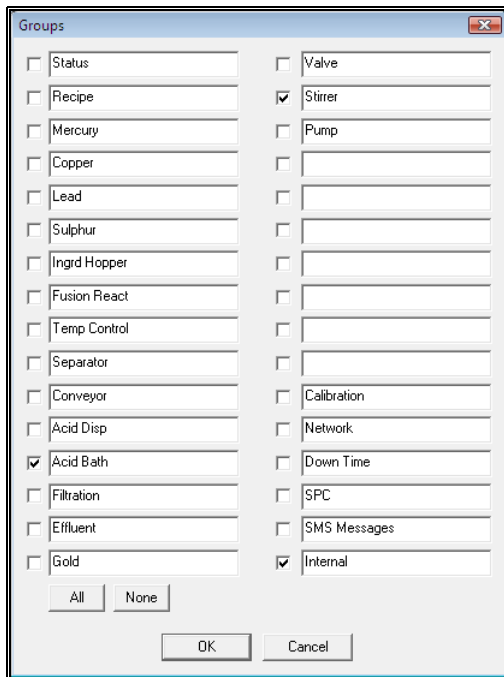 Groups
Status
Recipe
Mercury
Copper
Lead
Sulphur
Ingrd Hopper
Fusion React
Temp Control
Separator
Conveyor
Acid Disp
Acid Bath
Filtration
Effluent
Gold
Valve
Stirrer
Pump
Calibration
Network
Down Time
SPC
SMS Messages
Internal
All None
OK Cancel